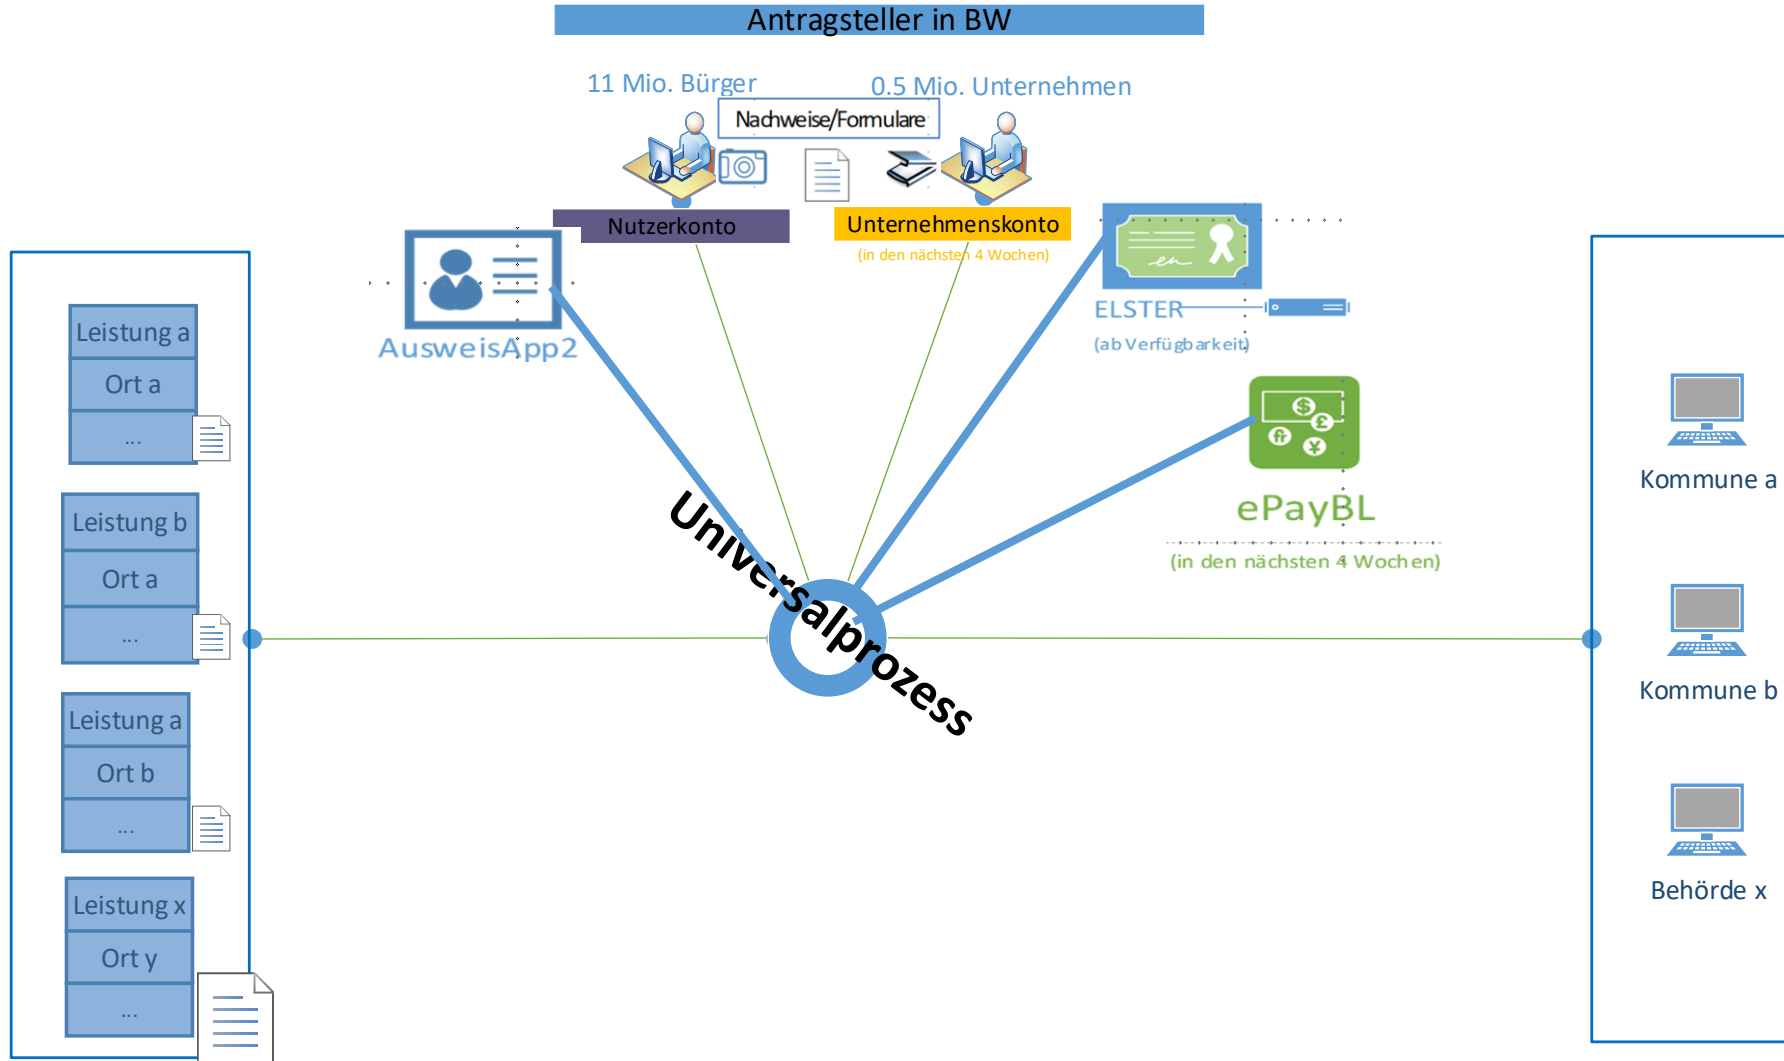 Antragsteller in BW
11 Mio. Bürger
0.5 Mio. Unternehmen
Nachweise/Formulare
Nutzerkonto
Unternehmenskonto
(in den nächsten 4 Wochen)
AusweisApp2
ELSTER
(ab Verfügbarkeit)
ePayBL
(in den nächsten 4 Wochen)
Universalprozess
Leistung a
Ort a
...
Leistung b
Ort a
...
Leistung a
Ort b
...
Leistung x
Ort y
...
Kommune a
Kommune b
Behörde x